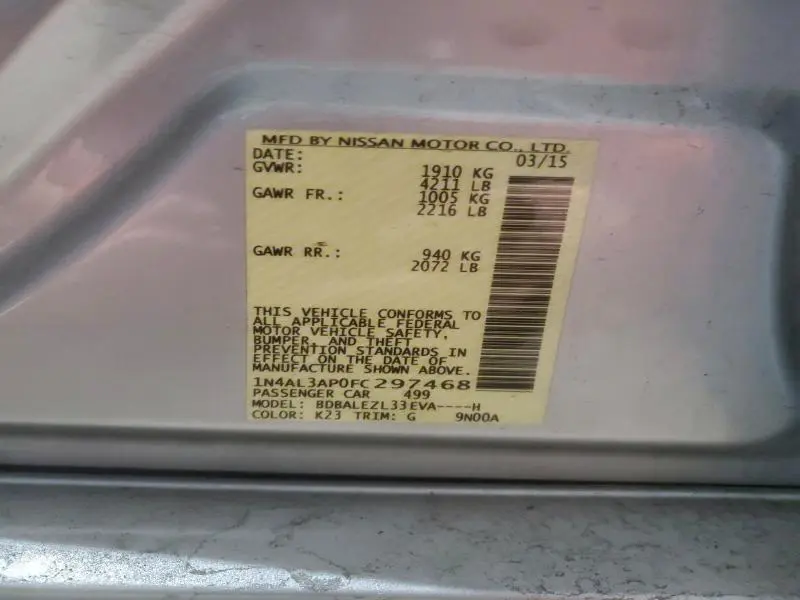 MFD BY NISSAN MOTOR CO., LTD.
DATE: 03/15
GVWR: 1910 KG
4211 LB
GAWR FR.: 1005 KG
2216 LB
GAWR RR.: 940 KG
2072 LB
THIS VEHICLE CONFORMS TO
ALL APPLICABLE FEDERAL
MOTOR VEHICLE SAFETY,
BUMPER, AND THEFT
PREVENTION STANDARDS IN
EFFECT ON THE DATE OF
MANUFACTURE SHOWN ABOVE.
1N4AL3AP0FC297468
PASSENGER CAR 499
MODEL: BDBALEZL33EVA----H
COLOR: K23 TRIM: G 9N00A